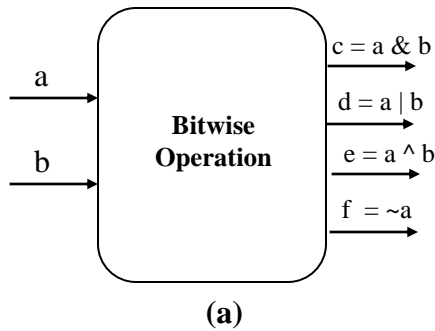 a
b
Bitwise
Operation
c = a & b
d = a | b
e = a ^ b
f = ~a
(a)